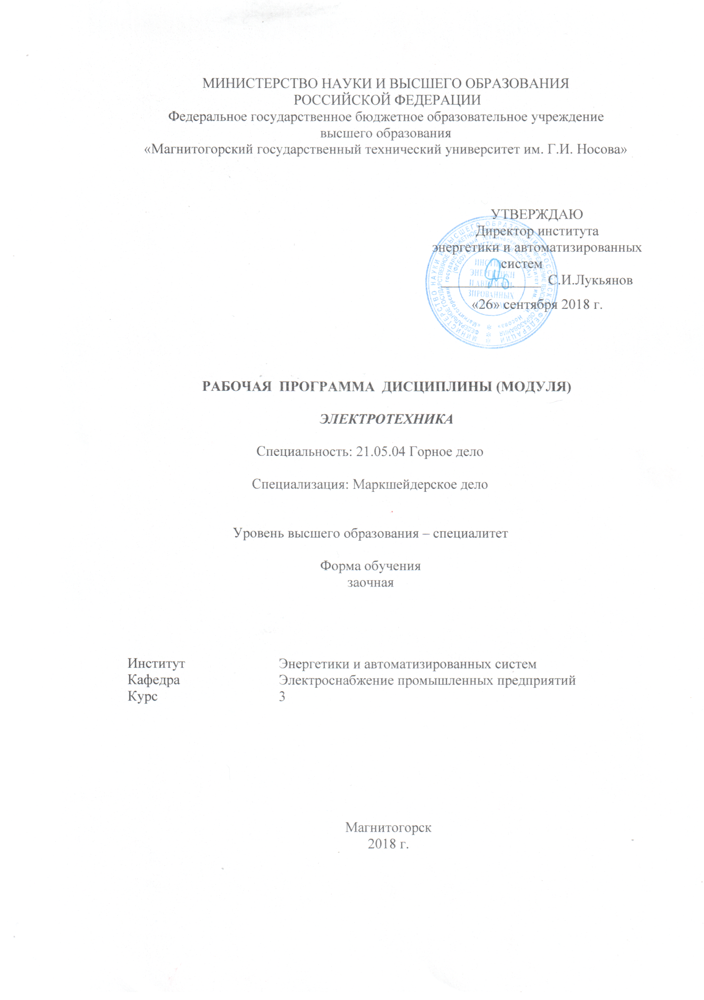 МИНИСТЕРСТВО НАУКИ И ВЫСШЕГО ОБРАЗОВАНИЯ
РОССИЙСКОЙ ФЕДЕРАЦИИ
Федеральное государственное бюджетное образовательное учреждение
высшего образования
«Магнитогорский государственный технический университет им. Г.И. Носова»
УТВЕРЖДАЮ
Директор института
энергетики и автоматизированных
систем
С.И.Лукьянов
«26» сентября 2018 г.
РАБОЧАЯ ПРОГРАММА ДИСЦИПЛИНЫ (МОДУЛЯ)
ЭЛЕКТРОТЕХНИКА
Специальность: 21.05.04 Горное дело
Специализация: Маркшейдерское дело
Уровень высшего образования – специалитет
Форма обучения
заочная
Институт Энергетики и автоматизированных систем
Кафедра Электроснабжение промышленных предприятий
Курс 3
Магнитогорск
2018 г.